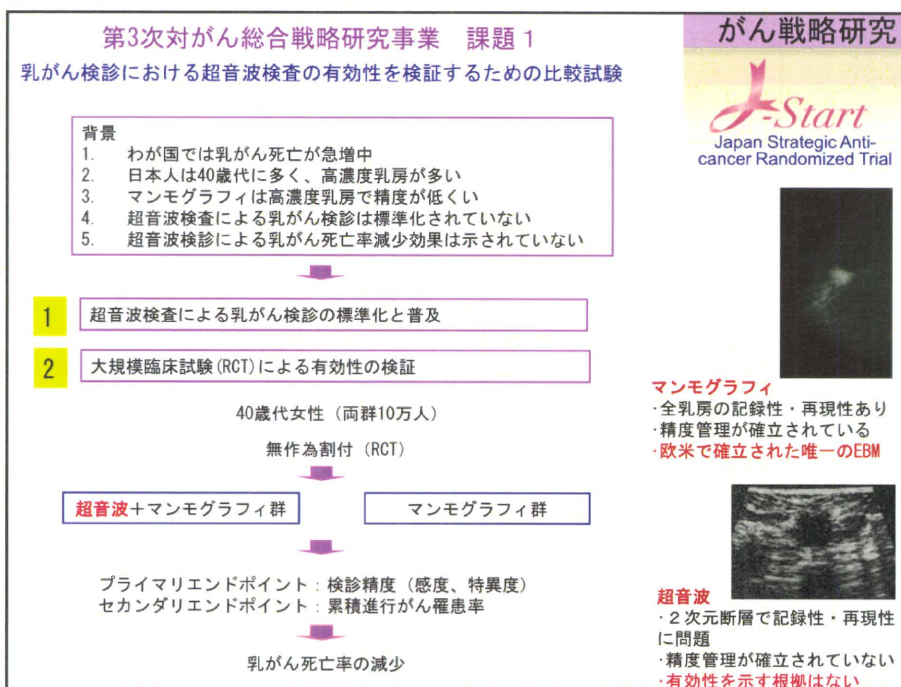 第3次対がん総合戦略研究事業　課題1
乳がん検診における超音波検査の有効性を検証するための比較試験
背景
1. わが国では乳がん死亡が急増中
2. 日本人は40歳代に多く、高濃度乳房が多い
3. マンモグラフィは高濃度乳房で精度が低くい
4. 超音波検査による乳がん検診は標準化されていない
5. 超音波検診による乳がん死亡率減少効果は示されていない
1 超音波検査による乳がん検診の標準化と普及
2 大規模臨床試験(RCT)による有効性の検証
40歳代女性（両群10万人）
無作為割付（RCT）
超音波＋マンモグラフィ群
マンモグラフィ群
プライマリエンドポイント：検診精度（感度、特異度）
セカンダリエンドポイント：累積進行がん罹患率
乳がん死亡率の減少
がん戦略研究
J-Start
Japan Strategic Anti-
cancer Randomized Trial
マンモグラフィ
・全乳房の記録性・再現性あり
・精度管理が確立されている
・欧米で確立された唯一のEBM
超音波
・２次元断層で記録性・再現性
に問題
・精度管理が確立されていない
・有効性を示す根拠はない